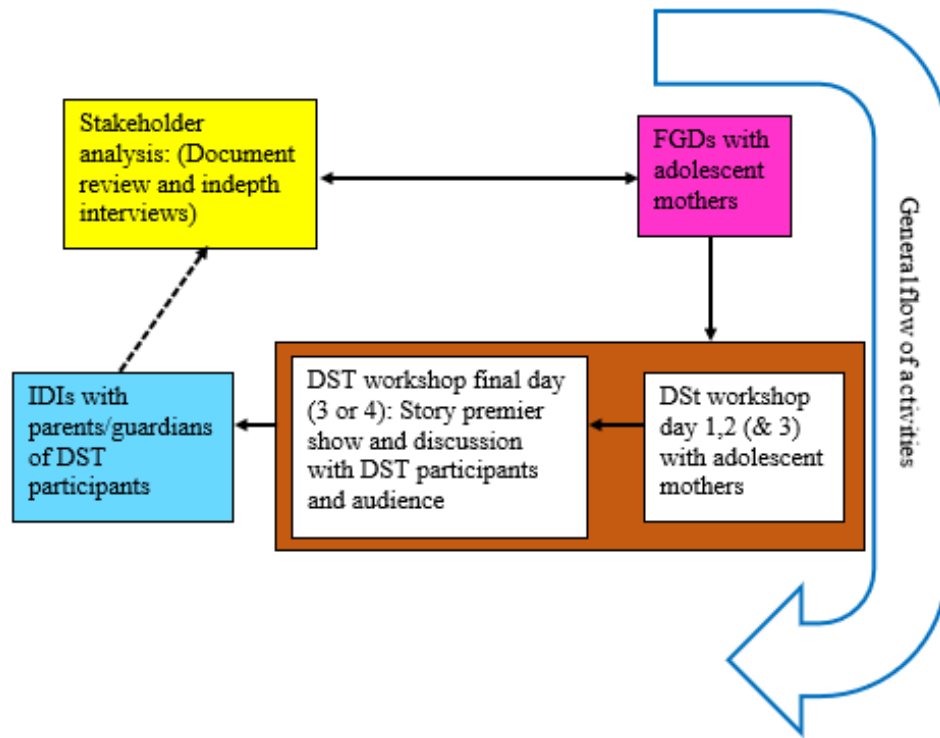 Stakeholder
analysis: (Document
review and indepth
interviews)
FGDs with
adolescent
mothers
General flow of activities
IDIs with
parents/guardians
of DST
participants
DST workshop final day
(3 or 4): Story premier
show and discussion
with DST participants
and audience
DSt workshop
day 1,2 (& 3)
with adolescent
mothers